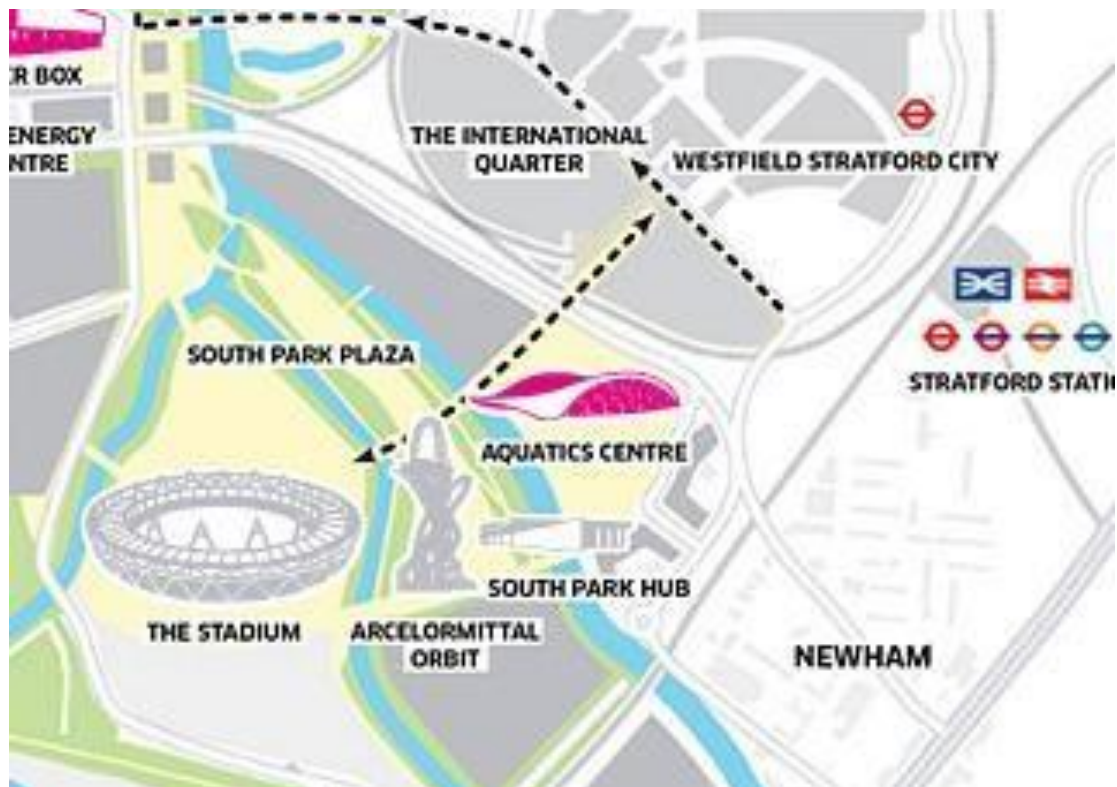 R BOX
ENERGY
NTRE
THE INTERNATIONAL
QUARTER
WESTFIELD STRATFORD CITY
SOUTH PARK PLAZA
STRATFORD STATI
AQUATICS CENTRE
SOUTH PARK HUB
THE STADIUM
ARCELORMITTAL
ORBIT
NEWHAM